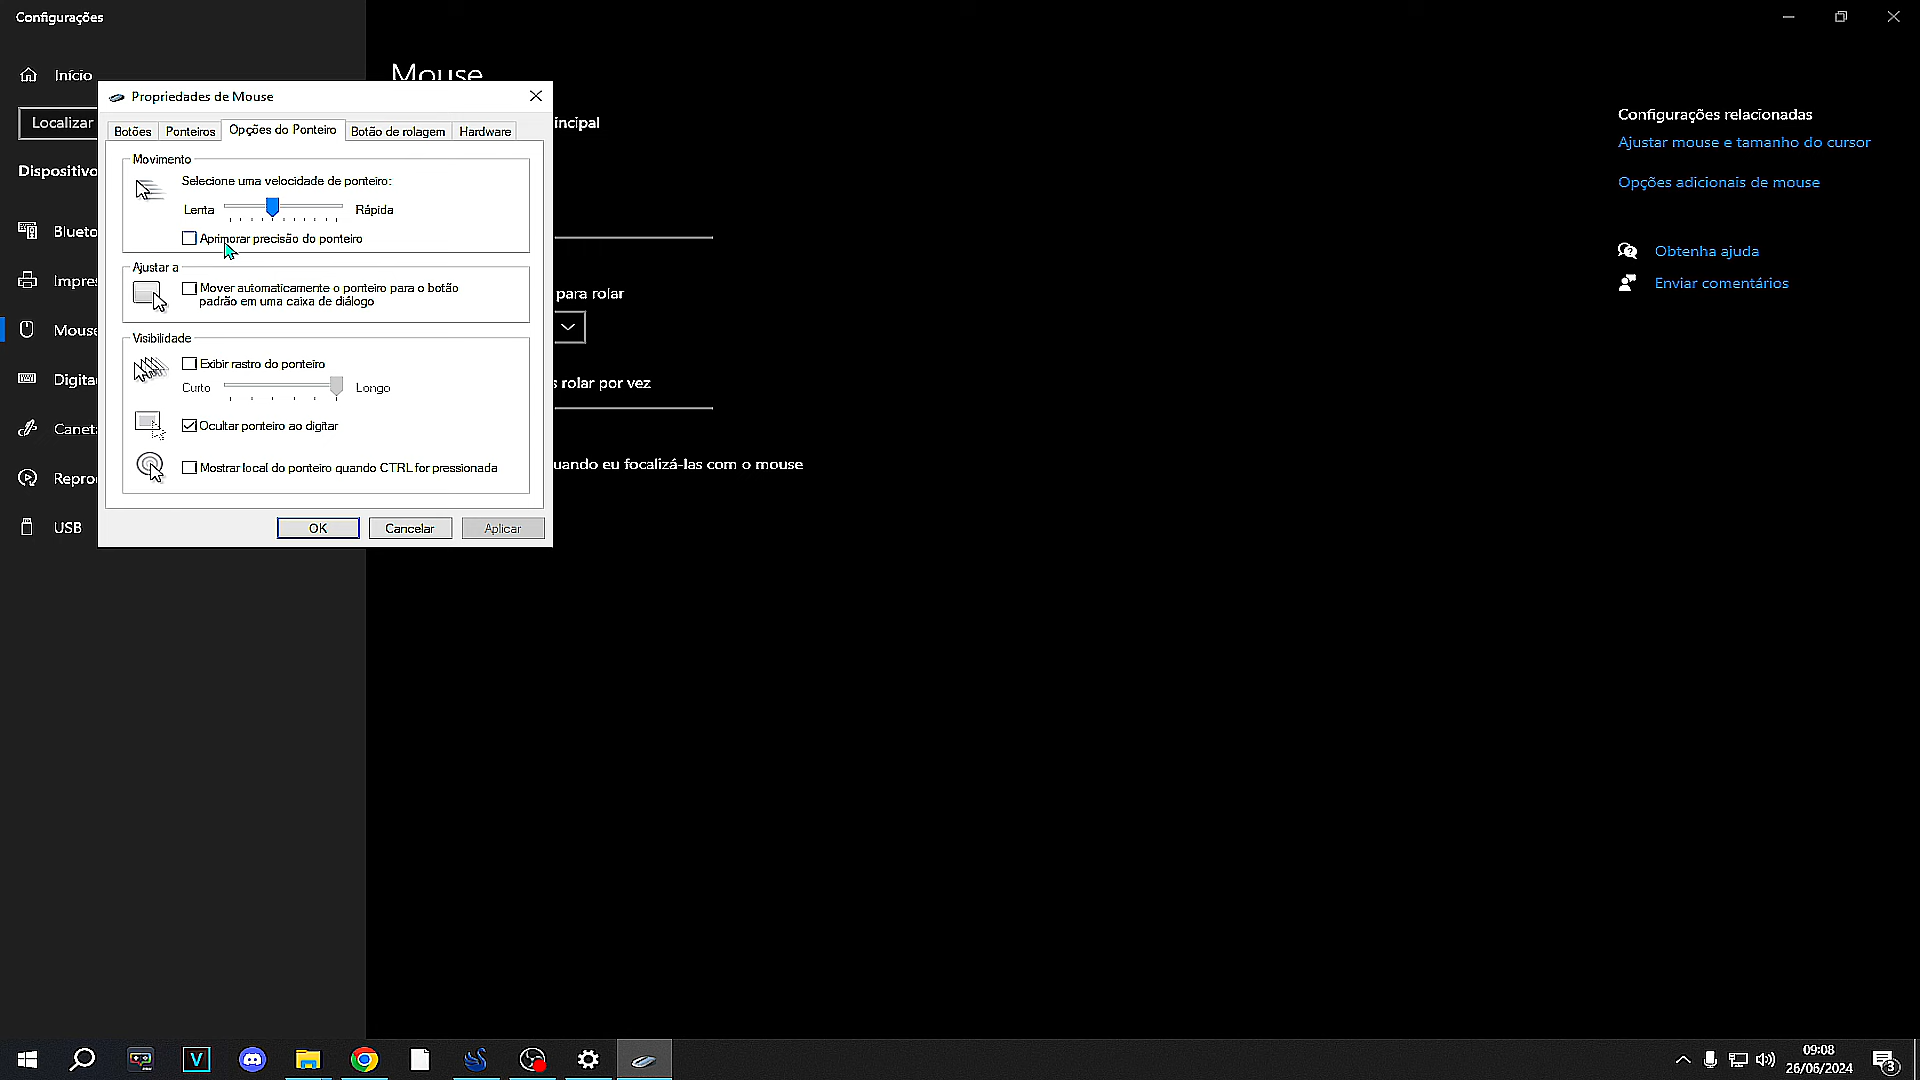 Configurações
Início
Localizar
Dispositivo
Blueto
Impres
Mouse
Digita
Caneta
Reprod
USB
Mouse
incipal
para rolar
s rolar por vez
uando eu focalizá-las com o mouse
Propriedades de Mouse
Botões
Ponteiros
Opções do Ponteiro
Botão de rolagem
Hardware
Movimento
Selecione uma velocidade de ponteiro:
Lenta
Rápida
Aprimorar precisão do ponteiro
Ajustar a
Mover automaticamente o ponteiro para o botão
padrão em uma caixa de diálogo
Visibilidade
Exibir rastro do ponteiro
Curto
Longo
Ocultar ponteiro ao digitar
Mostrar local do ponteiro quando CTRL for pressionada
OK
Cancelar
Aplicar
Configurações relacionadas
Ajustar mouse e tamanho do cursor
Opções adicionais de mouse
Obtenha ajuda
Enviar comentários
V
09:08
26/06/2024
3